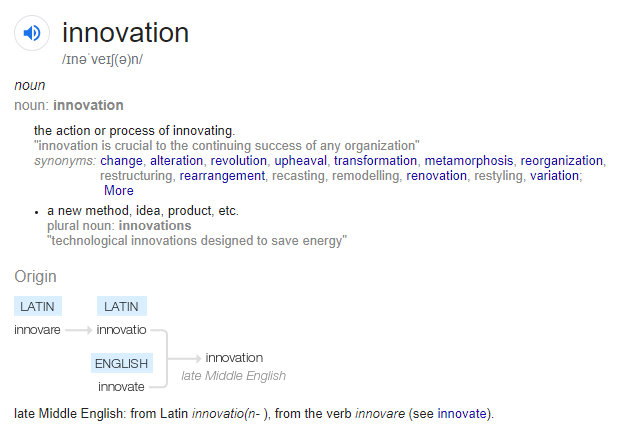 innovation
/ɪnəˈveɪʃ(ə)n/
noun
noun: innovation
the action or process of innovating.
"innovation is crucial to the continuing success of any organization"
synonyms: change, alteration, revolution, upheaval, transformation, metamorphosis, reorganization,
restructuring, rearrangement, recasting, remodelling, renovation, restyling, variation;
More
• a new method, idea, product, etc.
plural noun: innovations
"technological innovations designed to save energy"
Origin
LATIN LATIN
innovare innovatio
ENGLISH
innovate
innovation
late Middle English
late Middle English: from Latin innovatio(n- ), from the verb innovare (see innovate).